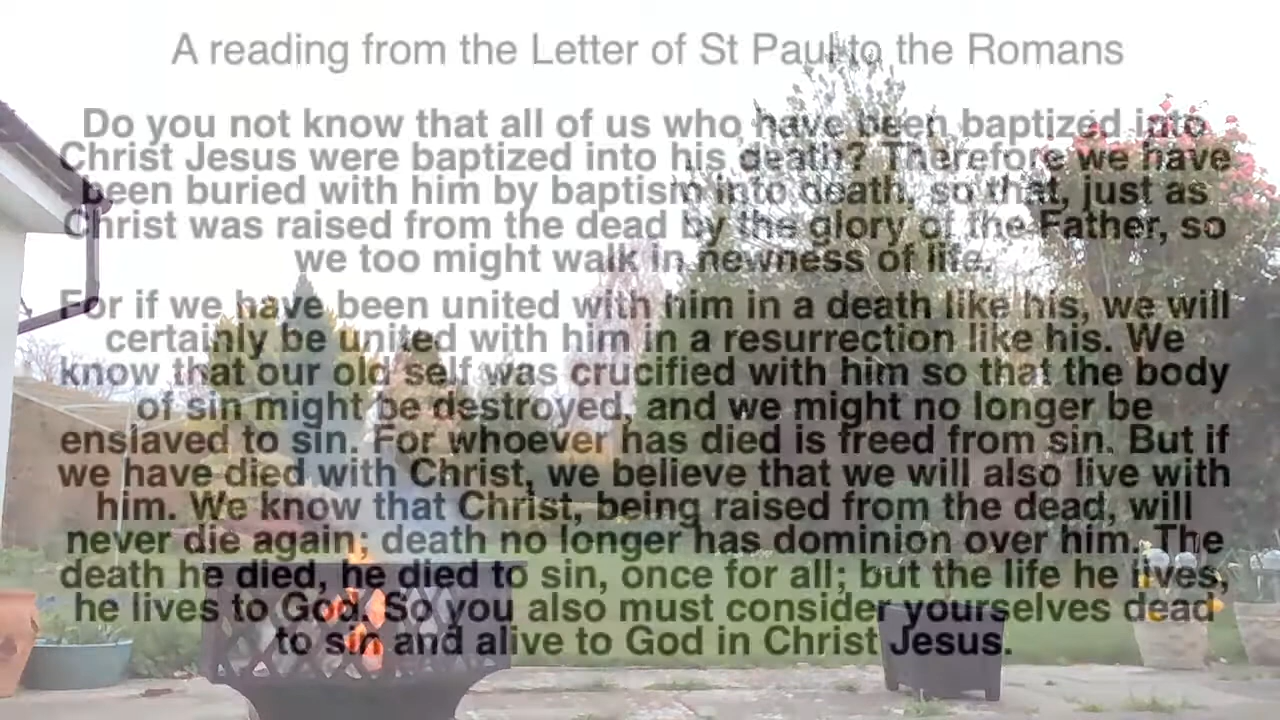 A reading from the Letter of St Paul to the Romans
Do you not know that all of us who have been baptized into
Christ Jesus were baptized into his death? Therefore we have
been buried with him by baptism into death, so that, just as
Christ was raised from the dead by the glory of the Father, so
we too might walk in newness of life.
For if we have been united with him in a death like his, we will
certainly be united with him in a resurrection like his. We
know that our old self was crucified with him so that the body
of sin might be destroyed, and we might no longer be
enslaved to sin. For whoever has died is freed from sin. But if
we have died with Christ, we believe that we will also live with
him. We know that Christ, being raised from the dead, will
never die again; death no longer has dominion over him. The
death he died, he died to sin, once for all; but the life he lives,
he lives to God. So you also must consider yourselves dead
to sin and alive to God in Christ Jesus.